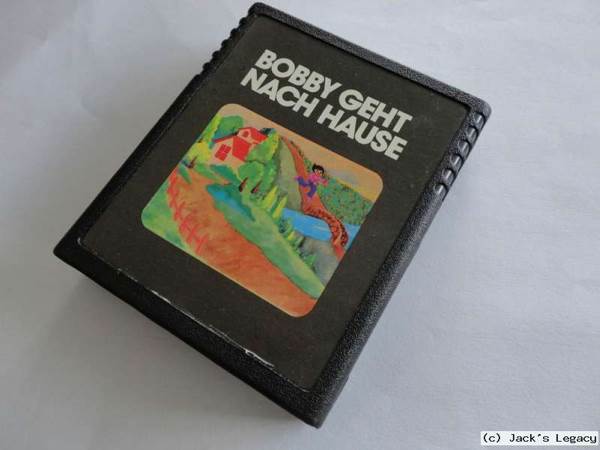 BOBBY GEHT
NACH HAUSE
(c) Jack's Legacy